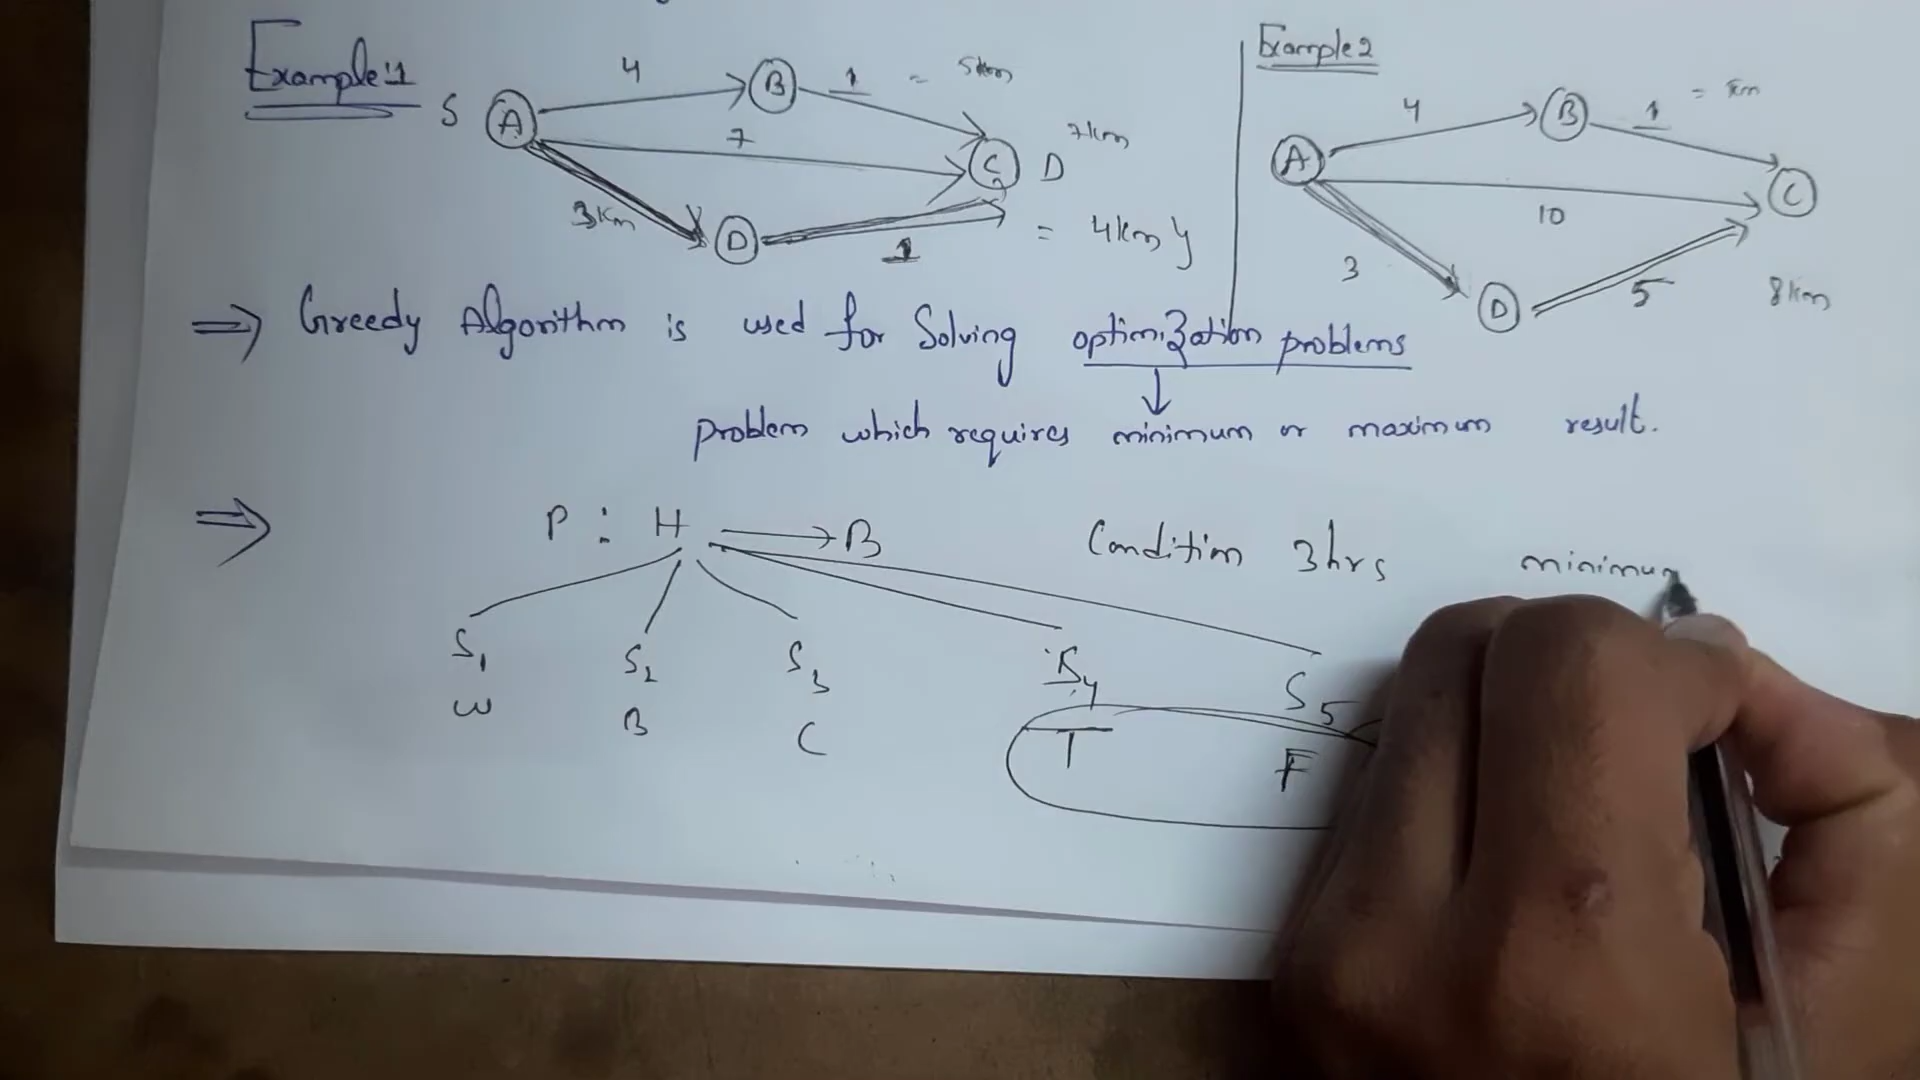 Example:1
S A 4 B 1 = 5km
7 C D 7km
3km D 1 = 4km
Example 2
A 4 B 1 = km
10 C
3 D 5 8km
⇒ Greedy Algorithm is used for Solving optimization problems
problem which requires minimum or maximum result.
⇒ P : H → B Condition 3hrs minimum
S1 S2 S3 S4 S5
W B C T F